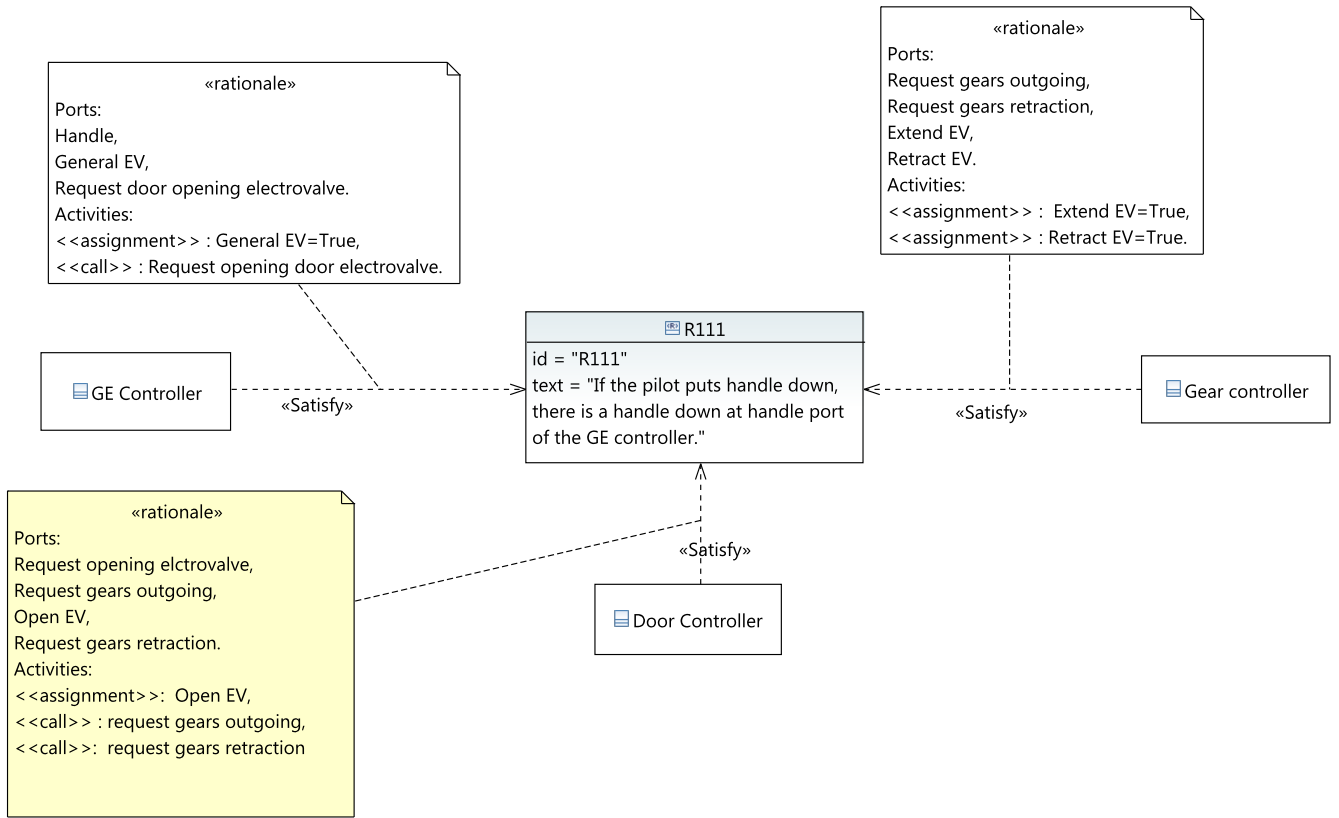 «rationale»
Ports:
Handle,
General EV,
Request door opening electrovalve.
Activities:
<<assignment>> : General EV=True,
<<call>> : Request opening door electrovalve.
«rationale»
Ports:
Request gears outgoing,
Request gears retraction,
Extend EV,
Retract EV.
Activities:
<<assignment>> :  Extend EV=True,
<<assignment>> : Retract EV=True.
R111
id = "R111"
text = "If the pilot puts handle down,
there is a handle down at handle port
of the GE controller."
GE Controller
«Satisfy»
«Satisfy»
Gear controller
«rationale»
Ports:
Request opening elctrovalve,
Request gears outgoing,
Open EV,
Request gears retraction.
Activities:
<<assignment>>:  Open EV,
<<call>> : request gears outgoing,
<<call>>:  request gears retraction
«Satisfy»
Door Controller